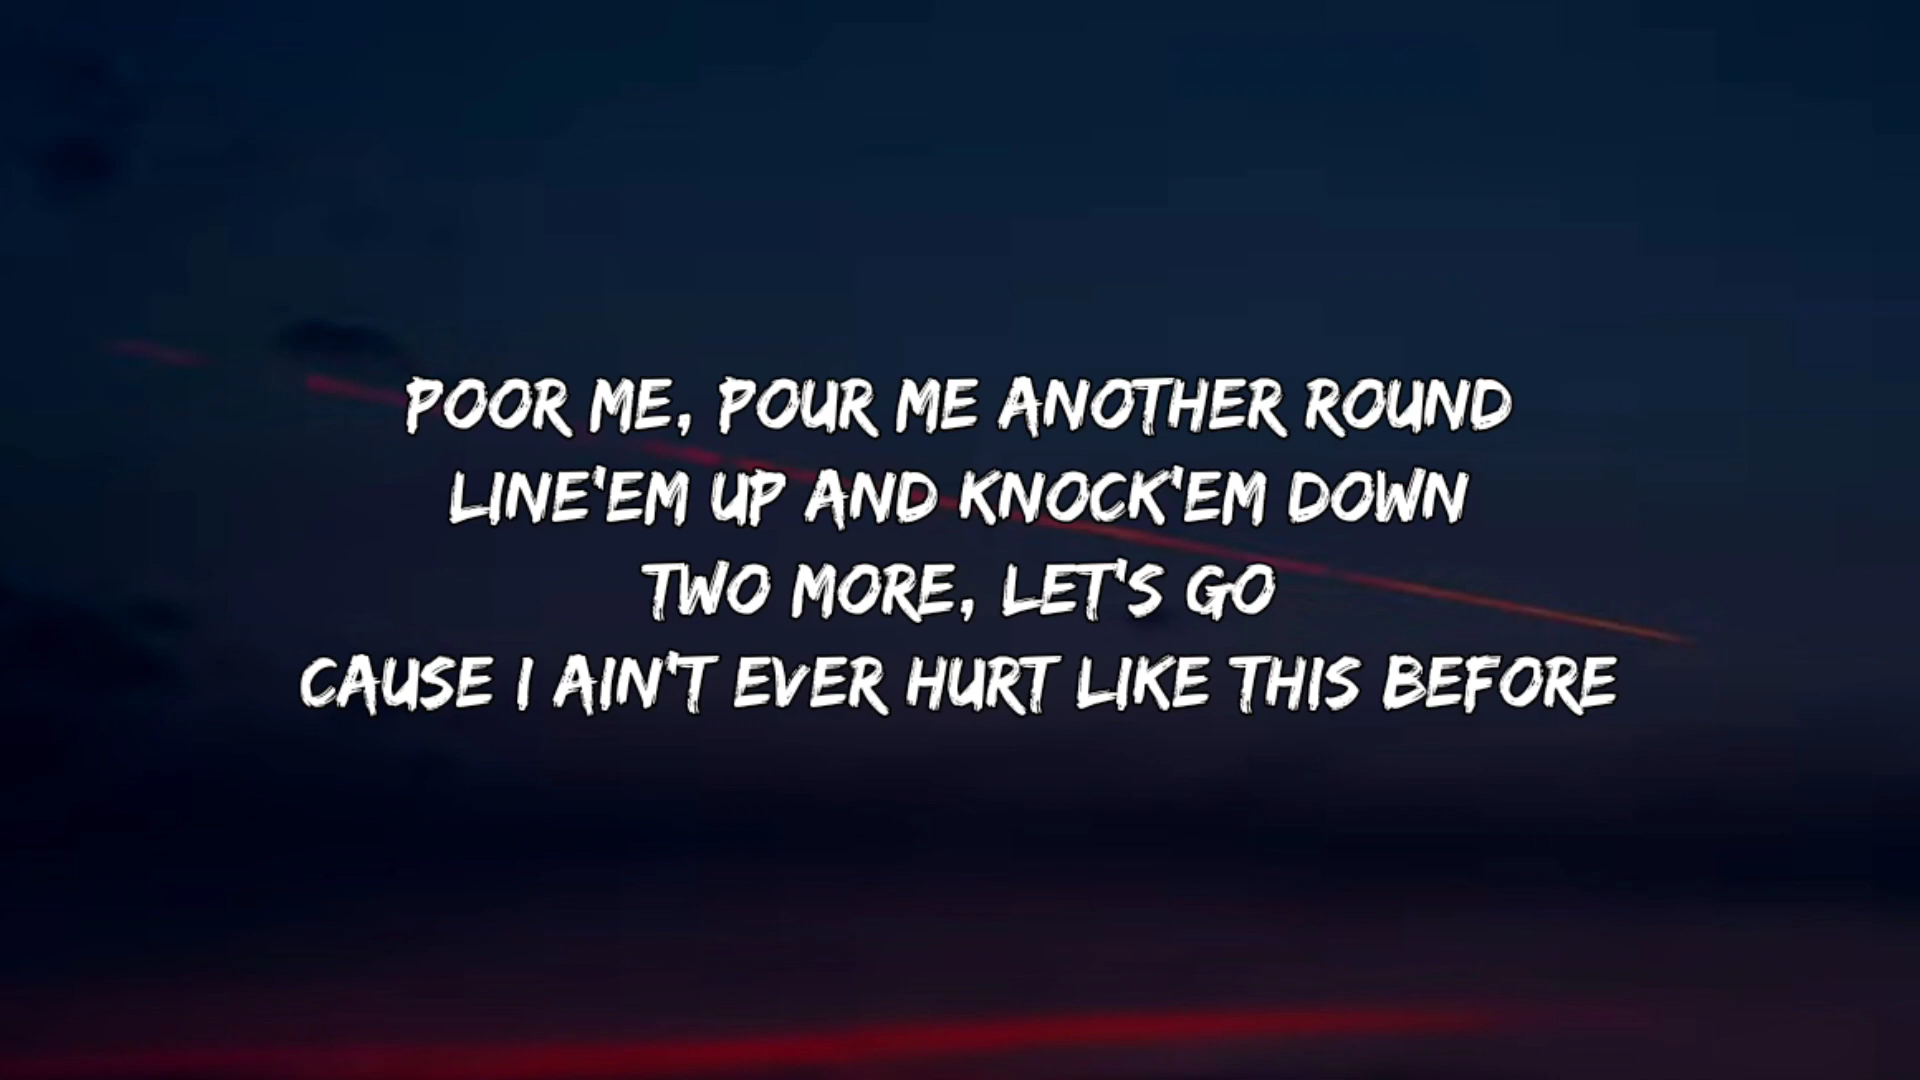 POOR ME, POUR ME ANOTHER ROUND
LINE'EM UP AND KNOCK'EM DOWN
TWO MORE, LET'S GO
CAUSE I AIN'T EVER HURT LIKE THIS BEFORE